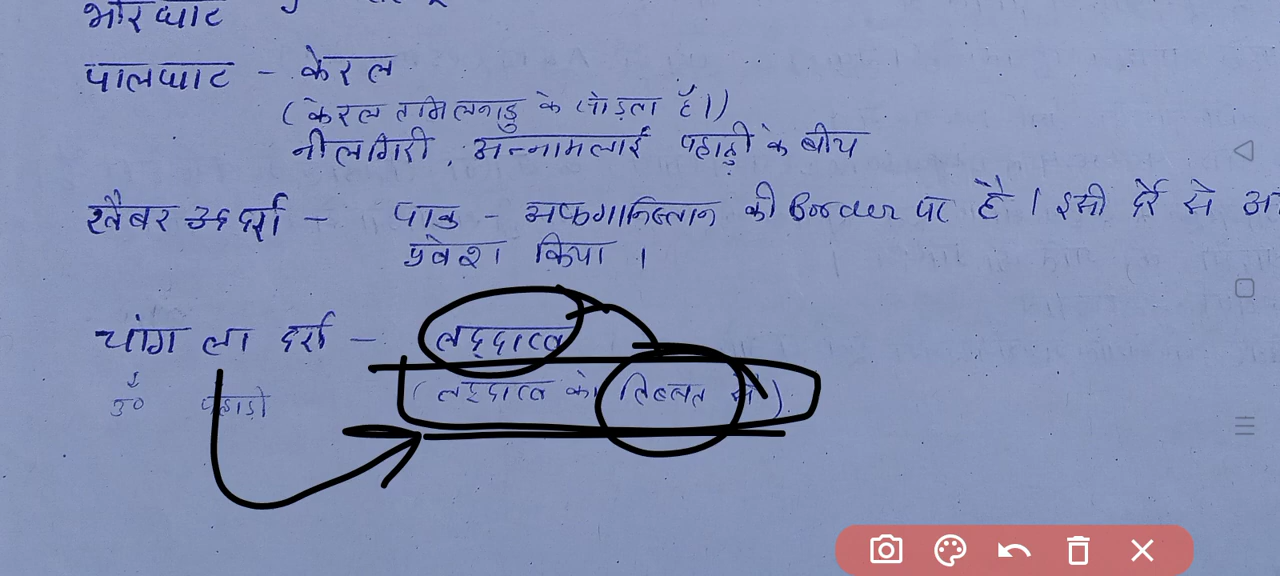 भोर घाट
पालघाट - केरल
(केरल तमिलनाडु के जोड़ता है।)
नीलगिरी, अन्नामलाई पहाड़ी के बीच
खैबर दर्रा - पाक - अफगानिस्तान की Border पर है। इसी दर्रे से
प्रवेश किया।
चांग ला दर्रा - लद्दाख
(लद्दाख को तिब्बत से)
उ० पहाड़ी